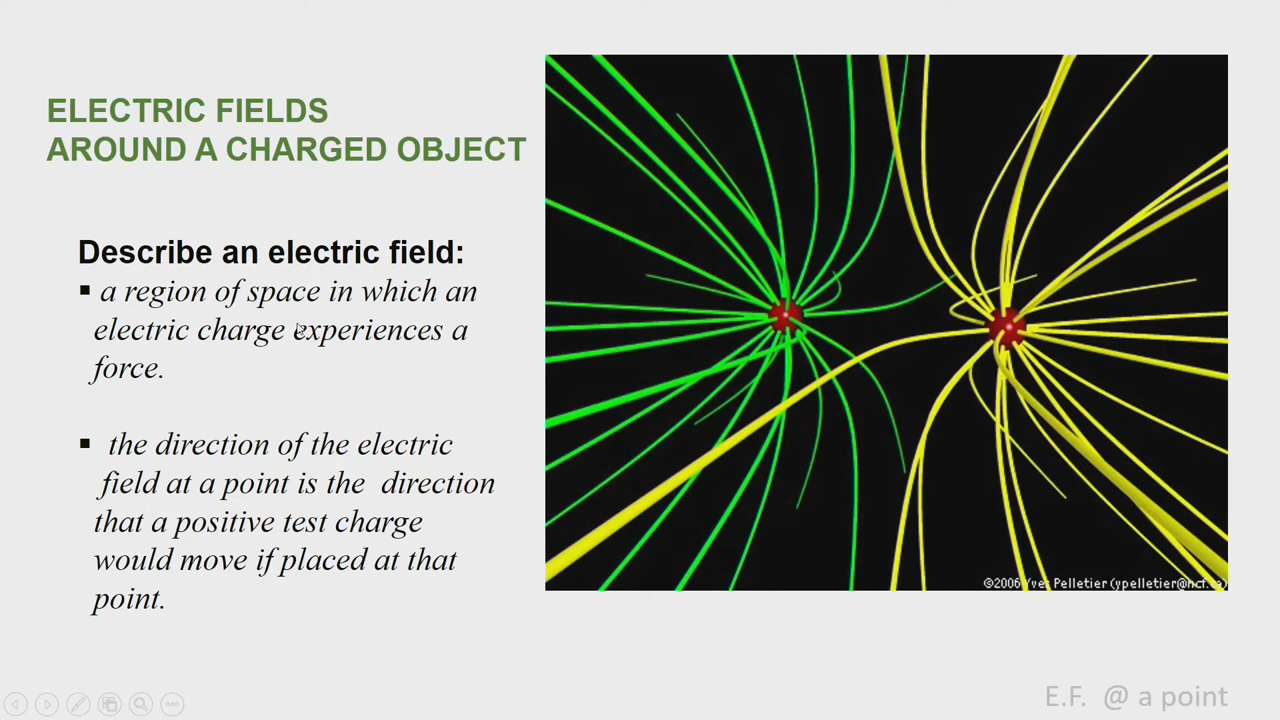 ELECTRIC FIELDS
AROUND A CHARGED OBJECT
Describe an electric field:
▪ a region of space in which an
electric charge experiences a
force.
▪ the direction of the electric
field at a point is the direction
that a positive test charge
would move if placed at that
point.
©2006 Yves Pelletier (ypelletier@hcf.ca)
E.F. @ a point